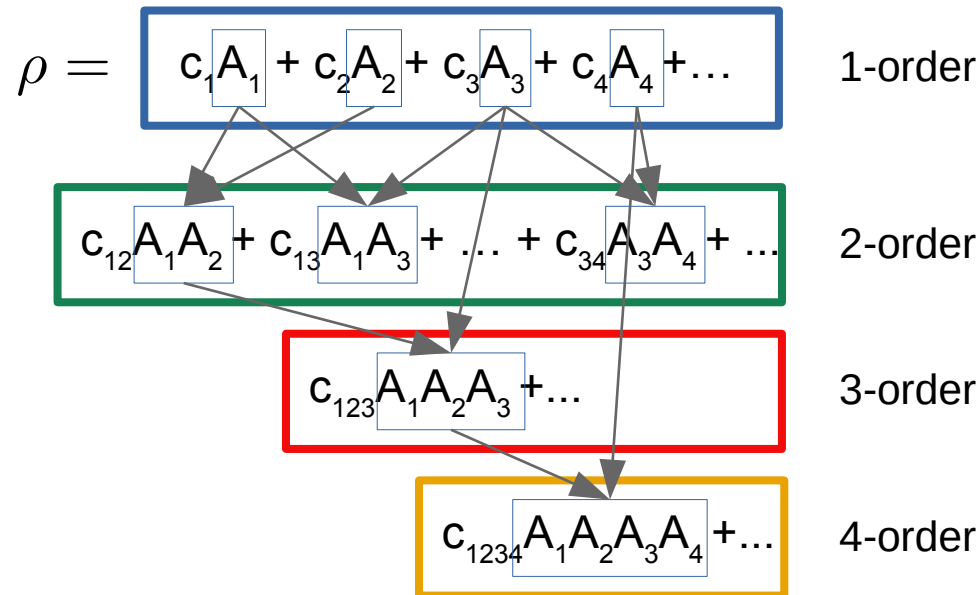 ρ = c₁A₁ + c₂A₂ + c₃A₃ + c₄A₄ +... 1-order
c₁₂A₁A₂ + c₁₃A₁A₃ + ... + c₃₄A₃A₄ + ... 2-order
c₁₂₃A₁A₂A₃ +... 3-order
c₁₂₃₄A₁A₂A₃A₄ +... 4-order